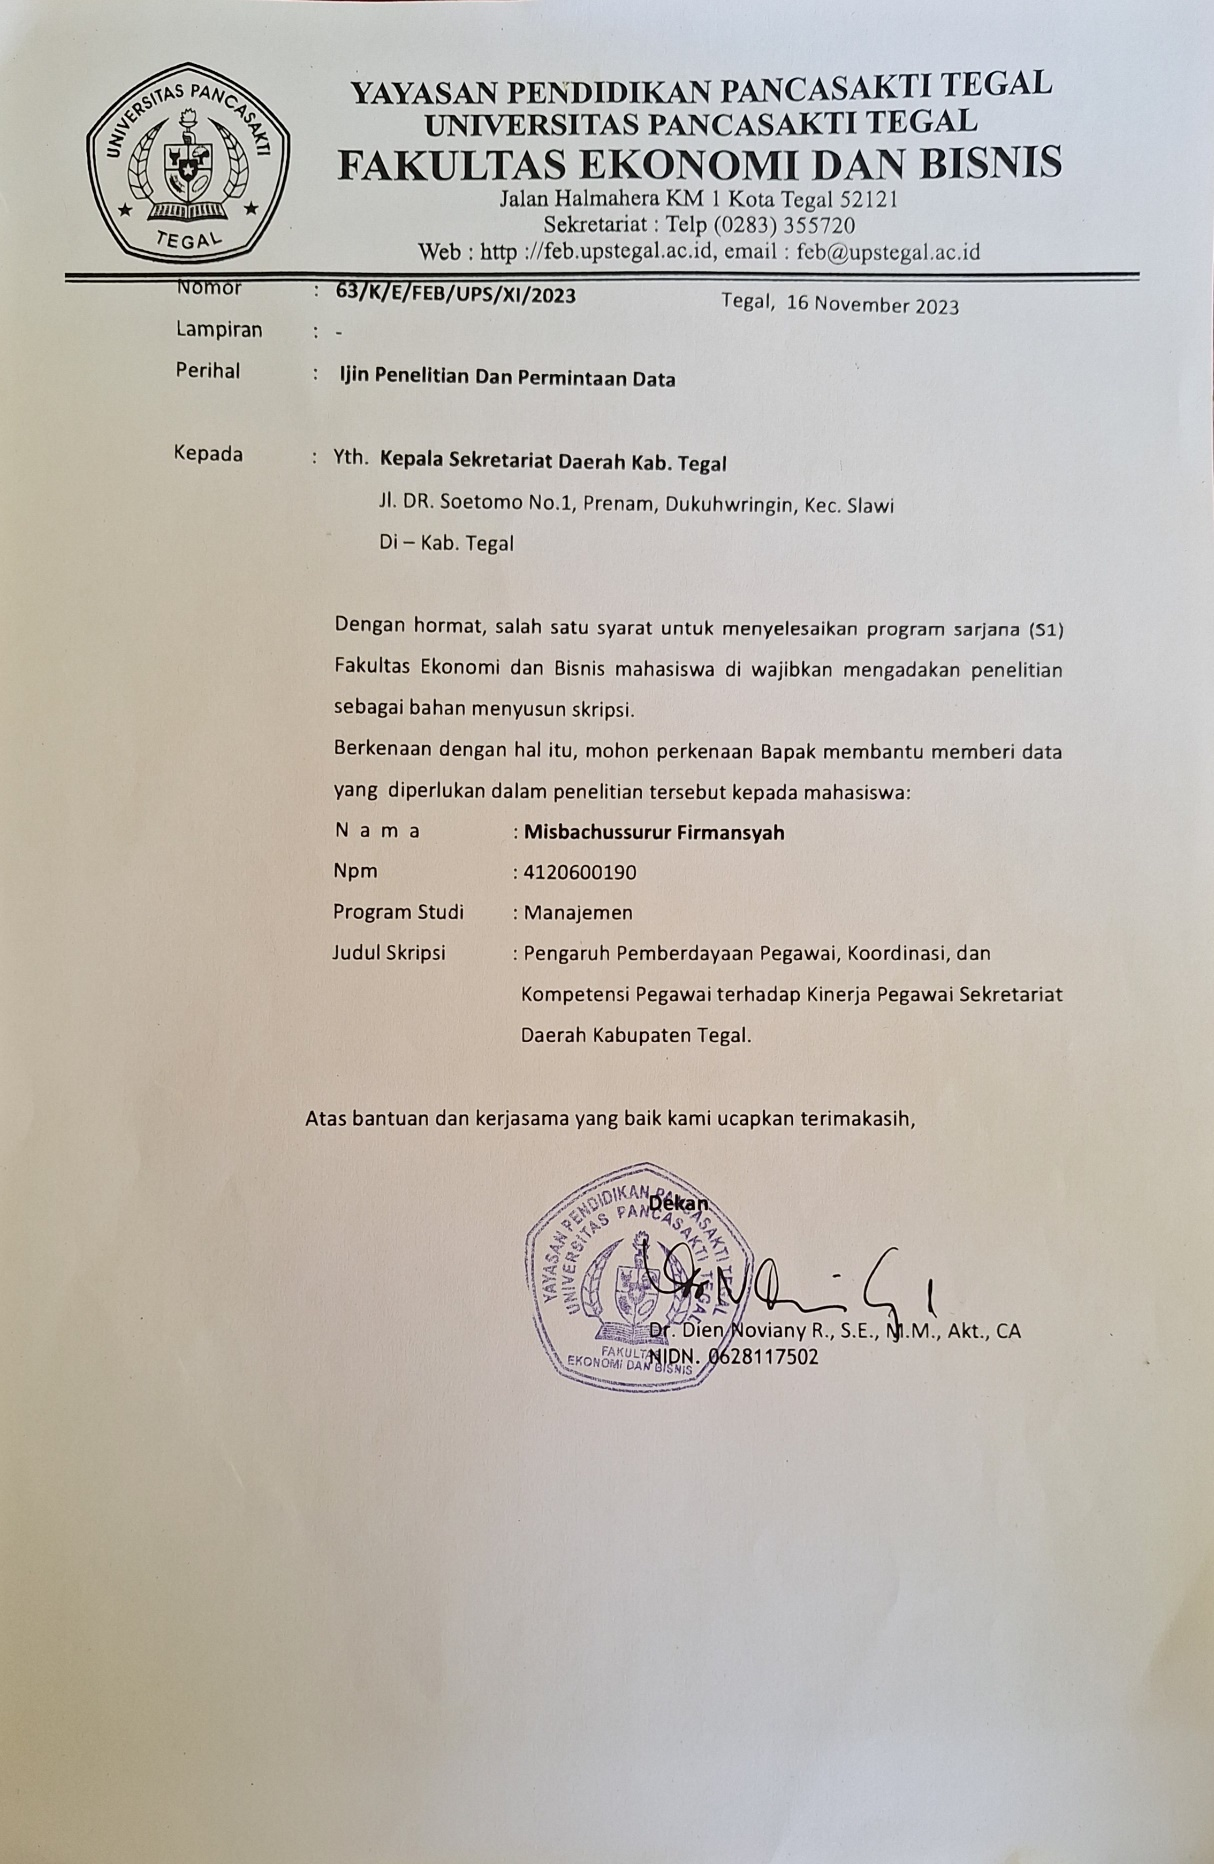 UNIVERSITAS PANCASAKTI
TEGAL
YAYASAN PENDIDIKAN PANCASAKTI TEGAL
UNIVERSITAS PANCASAKTI TEGAL
FAKULTAS EKONOMI DAN BISNIS
Jalan Halmahera KM 1 Kota Tegal 52121
Sekretariat : Telp (0283) 355720
Web : http ://feb.upstegal.ac.id, email : feb@upstegal.ac.id
Nomor : 63/K/E/FEB/UPS/XI/2023 Tegal, 16 November 2023
Lampiran : -
Perihal : Ijin Penelitian Dan Permintaan Data
Kepada : Yth. Kepala Sekretariat Daerah Kab. Tegal
Jl. DR. Soetomo No.1, Prenam, Dukuhwringin, Kec. Slawi
Di – Kab. Tegal
Dengan hormat, salah satu syarat untuk menyelesaikan program sarjana (S1)
Fakultas Ekonomi dan Bisnis mahasiswa di wajibkan mengadakan penelitian
sebagai bahan menyusun skripsi.
Berkenaan dengan hal itu, mohon perkenaan Bapak membantu memberi data
yang diperlukan dalam penelitian tersebut kepada mahasiswa:
N a m a : Misbachussurur Firmansyah
Npm : 4120600190
Program Studi : Manajemen
Judul Skripsi : Pengaruh Pemberdayaan Pegawai, Koordinasi, dan
Kompetensi Pegawai terhadap Kinerja Pegawai Sekretariat
Daerah Kabupaten Tegal.
Atas bantuan dan kerjasama yang baik kami ucapkan terimakasih,
Dekan
YAYASAN PENDIDIKAN PANCASAKTI TEGAL
UNIVERSITAS PANCASAKTI TEGAL
FAKULTAS
EKONOMI DAN BISNIS
Dr. Dien Noviany R., S.E., M.M., Akt., CA
NIDN. 0628117502